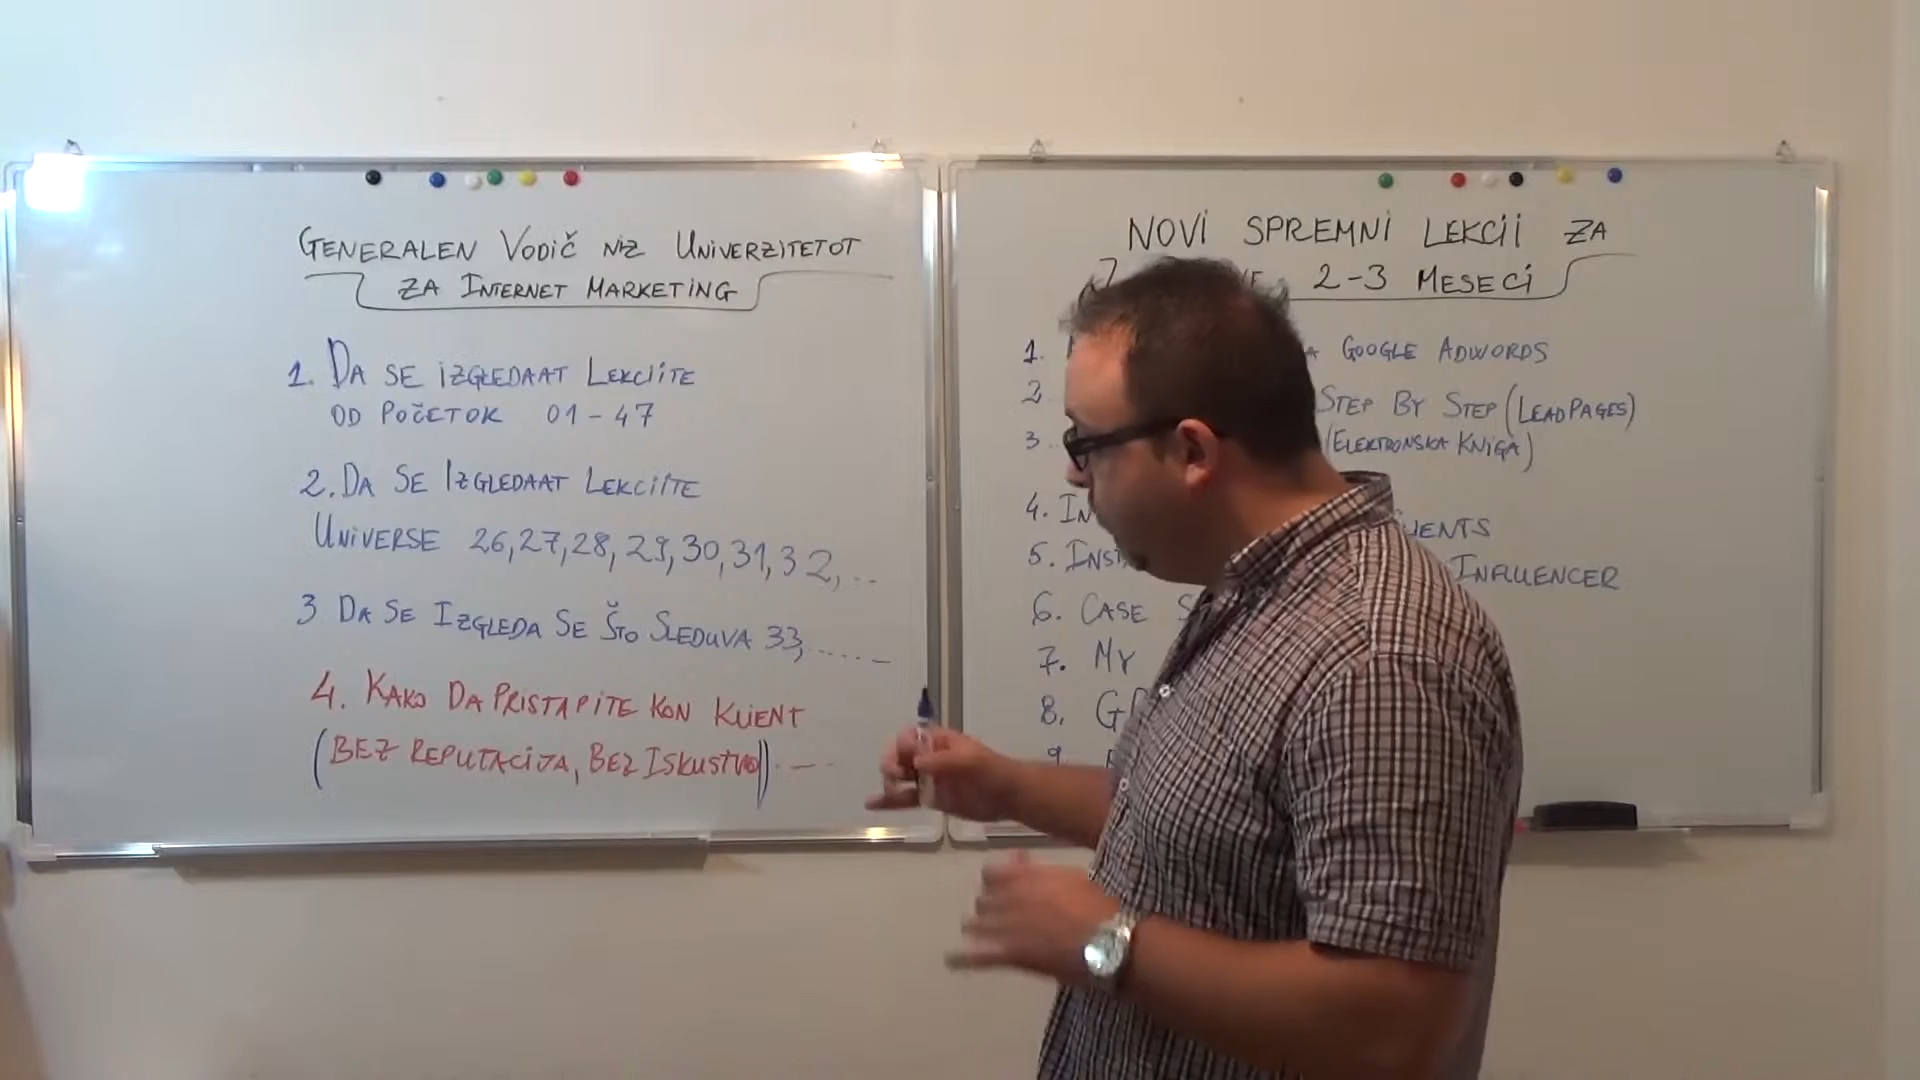 GENERALEN VODIČ NIZ UNIVERZITETOT
ZA INTERNET MARKETING
1. DA SE IZGLEDAAT LEKCIITE
OD POČETOK 01-47
2. DA SE IZGLEDAAT LEKCIITE
UNIVERSE 26,27,28,29,30,31,32,...
3 DA SE IZGLEDA SE ŠTO SLEDUVA 33,......
4. KAKO DA PRISTAPITE KON KLIENT
(BEZ REPUTACIJA, BEZ ISKUSTVO)
NOVI SPREMNI LEKCII ZA
2-3 MESECI
1. GOOGLE ADWORDS
2. STEP BY STEP (LEADPAGES)
3. (ELEKTRONSKA KNIGA)
4.
5. INFLUENCER
6. CASE
7. MY
8.
9.